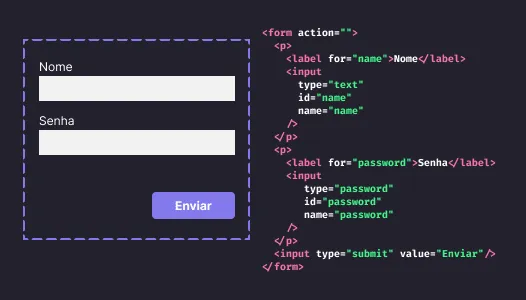 Nome
Senha
Enviar
<form action="">
<p>
<label for="name">Nome</label>
<input
type="text"
id="name"
name="name"
/>
</p>
<p>
<label for="password">Senha</label>
<input
type="password"
id="password"
name="password"
/>
</p>
<input type="submit" value="Enviar"/>
</form>